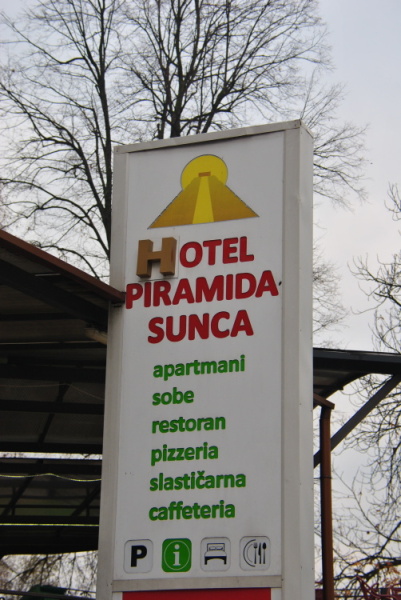 HOTEL
PIRAMIDA
SUNCA
apartmani
sobe
restoran
pizzeria
slastičarna
caffeteria
P i